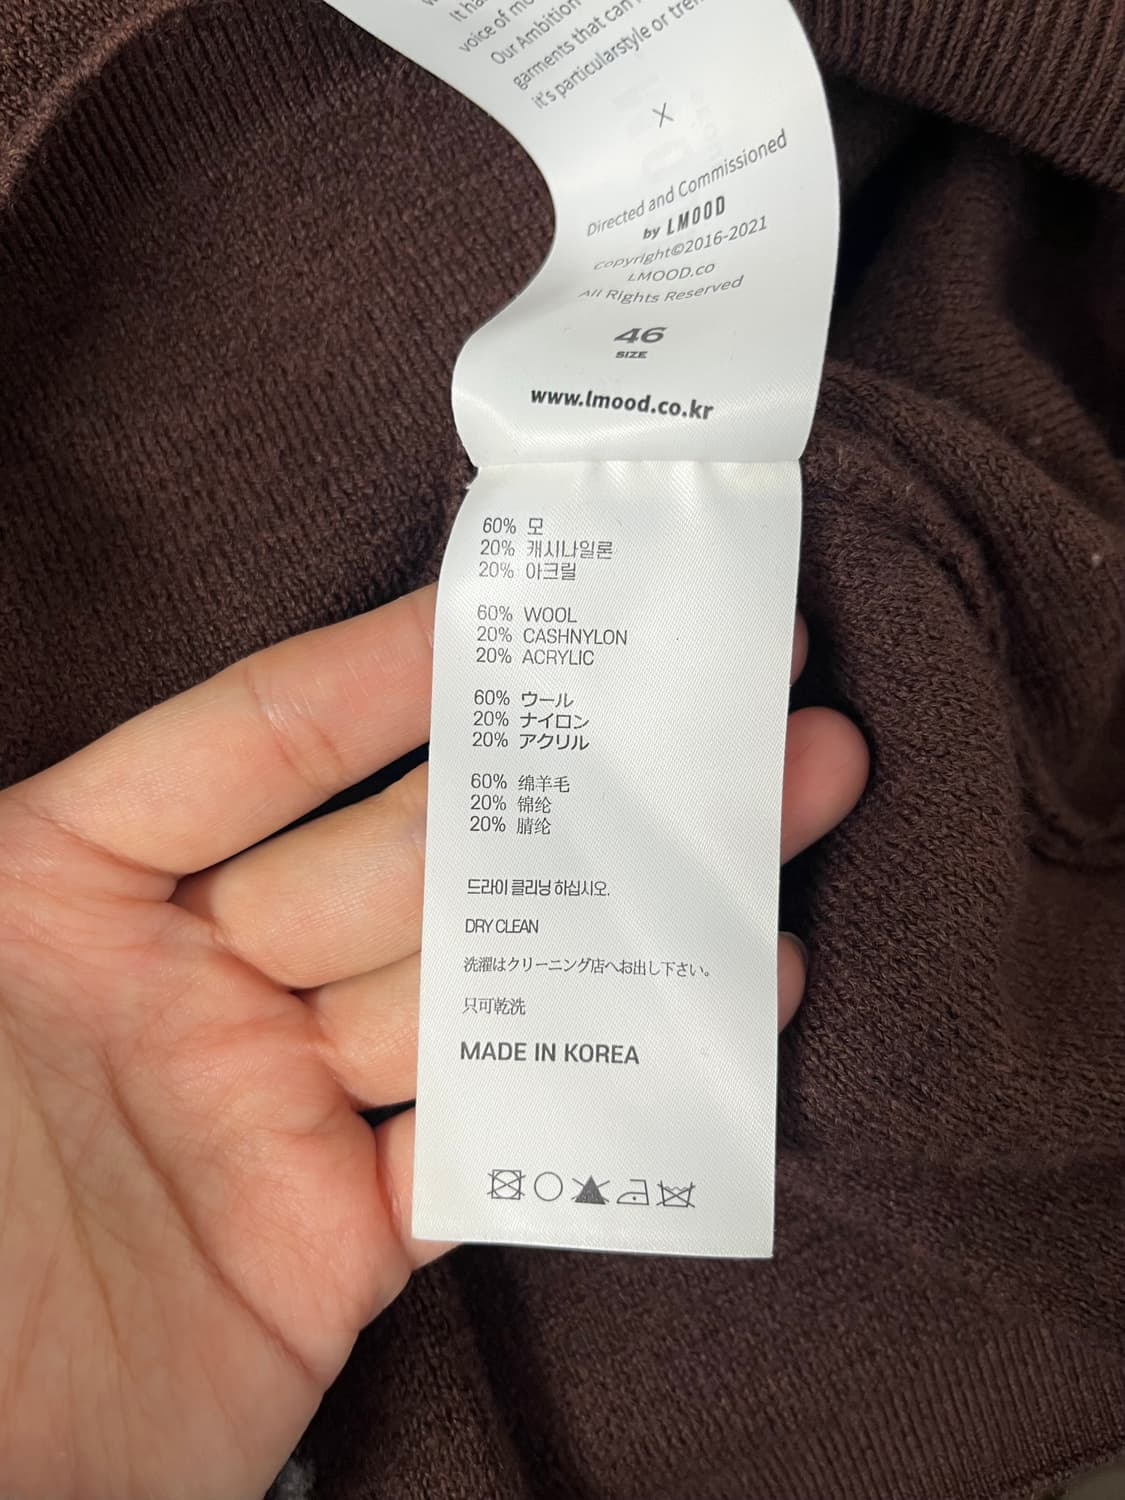 It ha
voice of mo
Our Ambition
garments that can
it's particularstyle or tre
X
Directed and Commissioned
by LMOOD
copyright©2016-2021
LMOOD.CO
All Rights Reserved
46
SIZE
www.lmood.co.kr
60% 모
20% 캐시나일론
20% 아크릴
60% WOOL
20% CASHNYLON
20% ACRYLIC
60% ウール
20% ナイロン
20% アクリル
60% 绵羊毛
20% 锦纶
20% 腈纶
드라이 클리닝 하십시오.
DRY CLEAN
洗濯はクリーニング店へお出し下さい。
只可乾洗
MADE IN KOREA